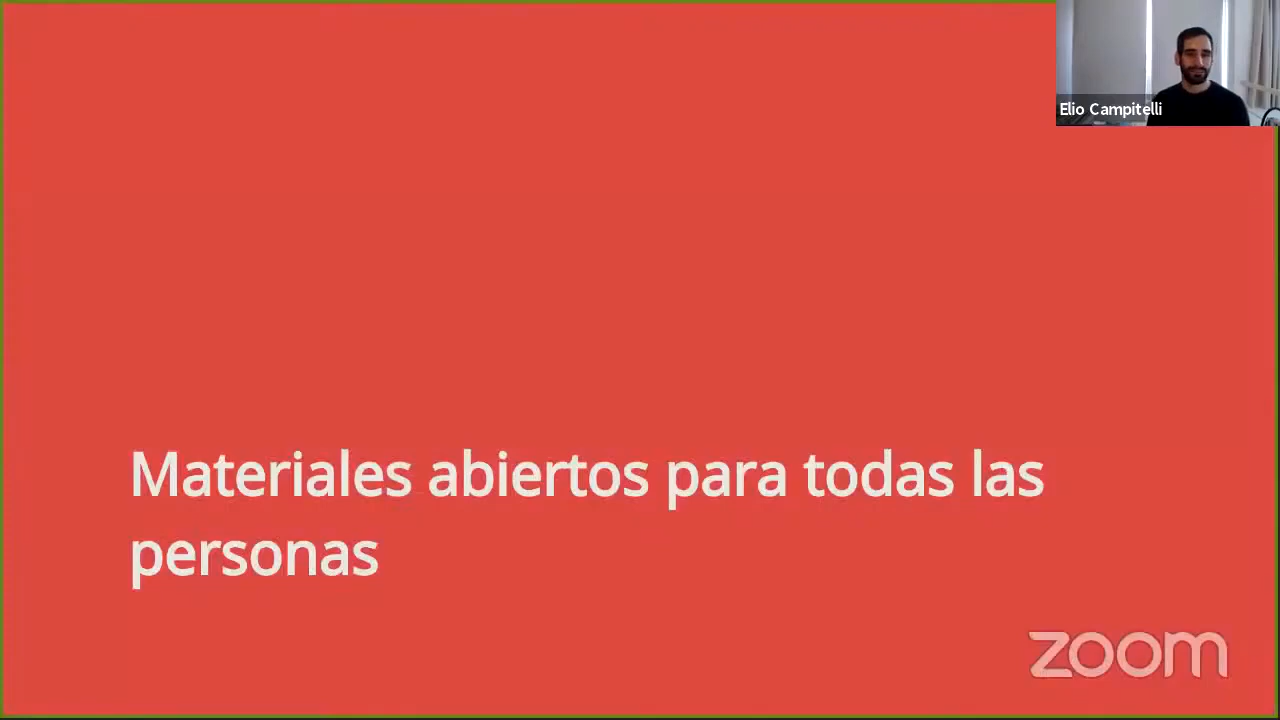 Elio Campitelli
Materiales abiertos para todas las
personas
zoom